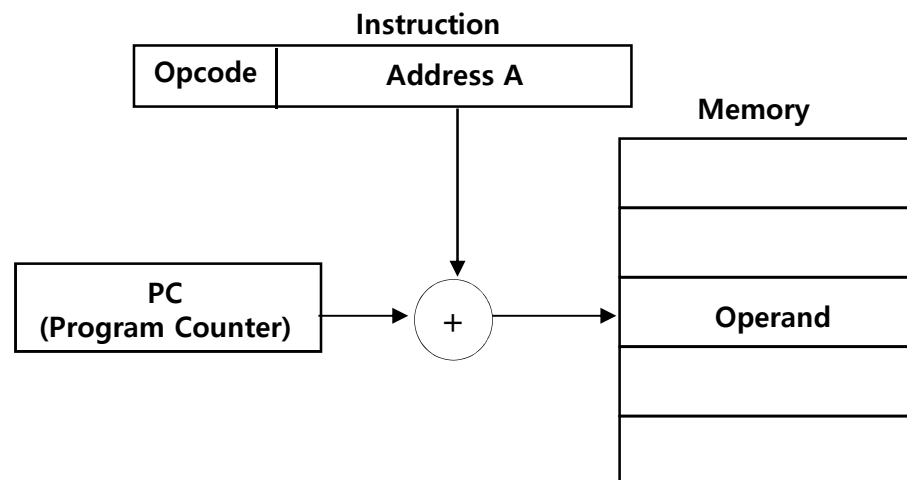 Instruction
Opcode
Address A
Memory
PC
(Program Counter)
+
Operand